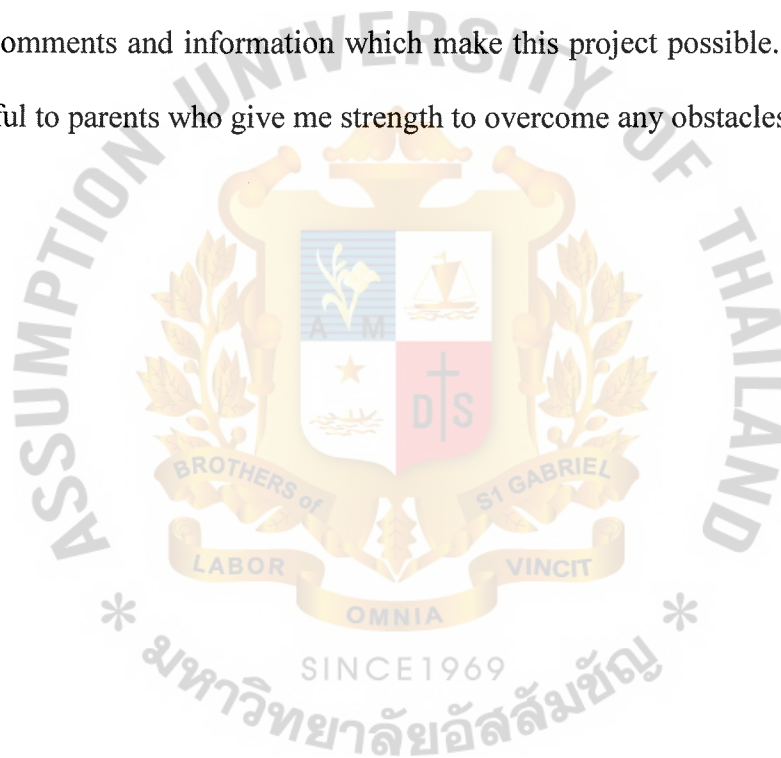 omments and information which make this project possible.
ful to parents who give me strength to overcome any obstacles
ASSUMPTION UNIVERSITY OF THAILAND
A M
D S
BROTHERS of ST GABRIEL
LABOR OMNIA VINCIT
SINCE1969
* มหาวิทยาลัยอัสสัมชัญ *